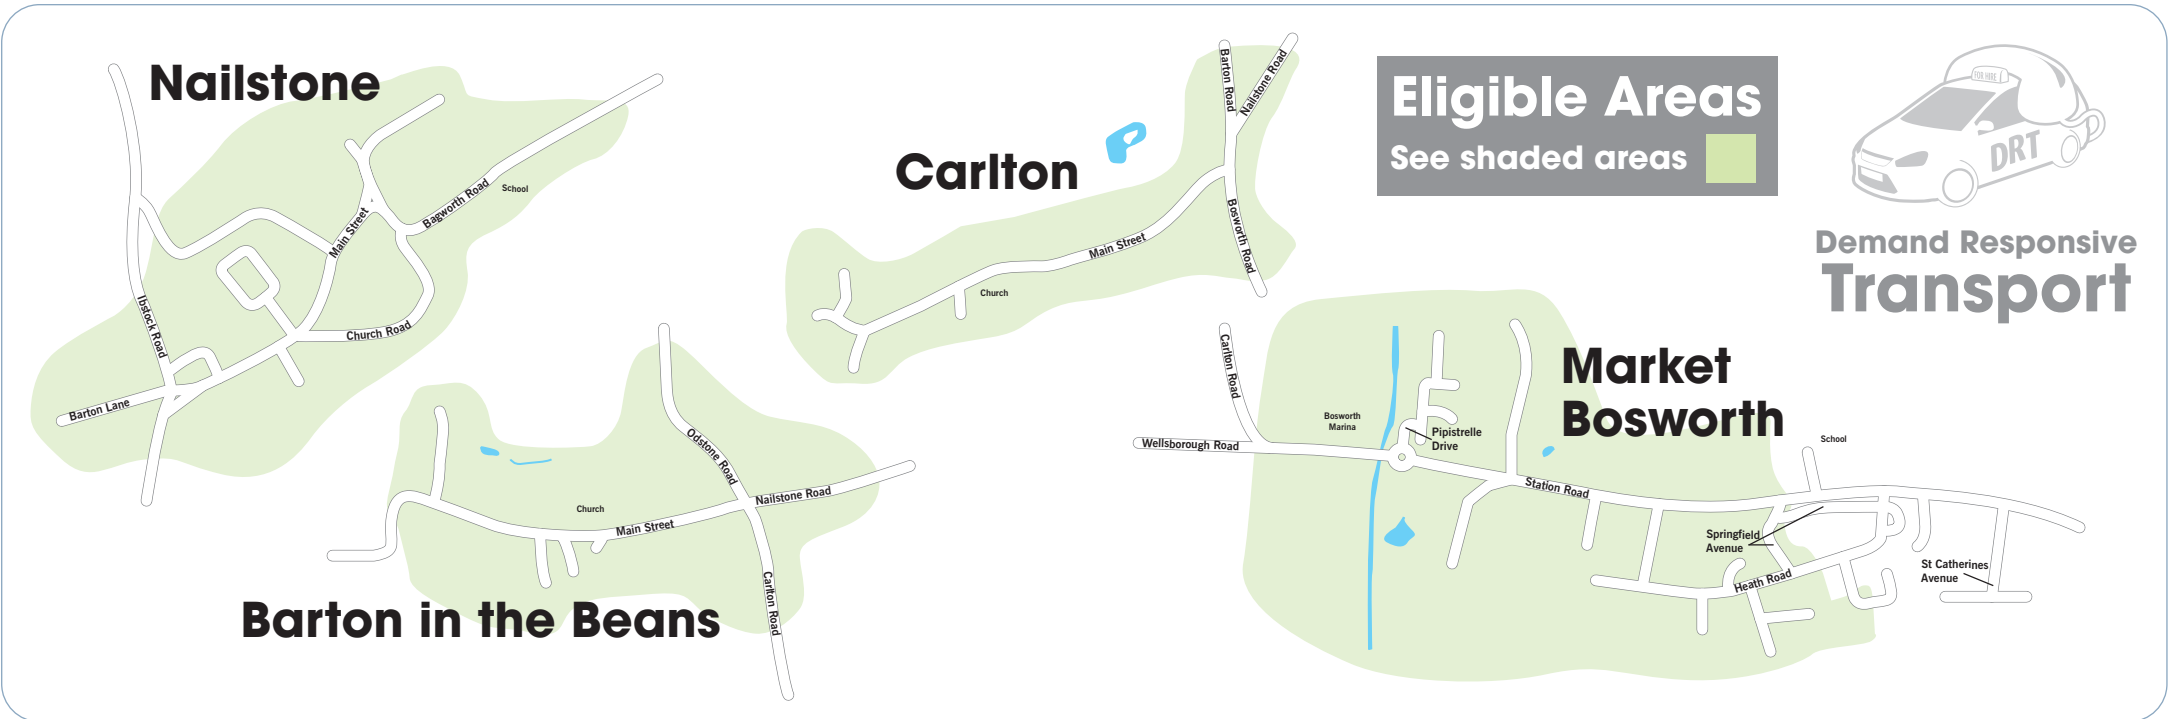 Nailstone
School
Bagworth Road
Main Street
Ibstock Road
Church Road
Barton Lane
Carlton
Barton Road
Nailstone Road
Bosworth Road
Main Street
Church
Eligible Areas
See shaded areas
FOR HIRE
DRT
Demand Responsive
Transport
Barton in the Beans
Odstone Road
Nailstone Road
Church
Main Street
Carlton Road
Market
Bosworth
Carlton Road
Wellsborough Road
Bosworth
Marina
Pipistrelle
Drive
Station Road
School
Springfield
Avenue
Heath Road
St Catherines
Avenue